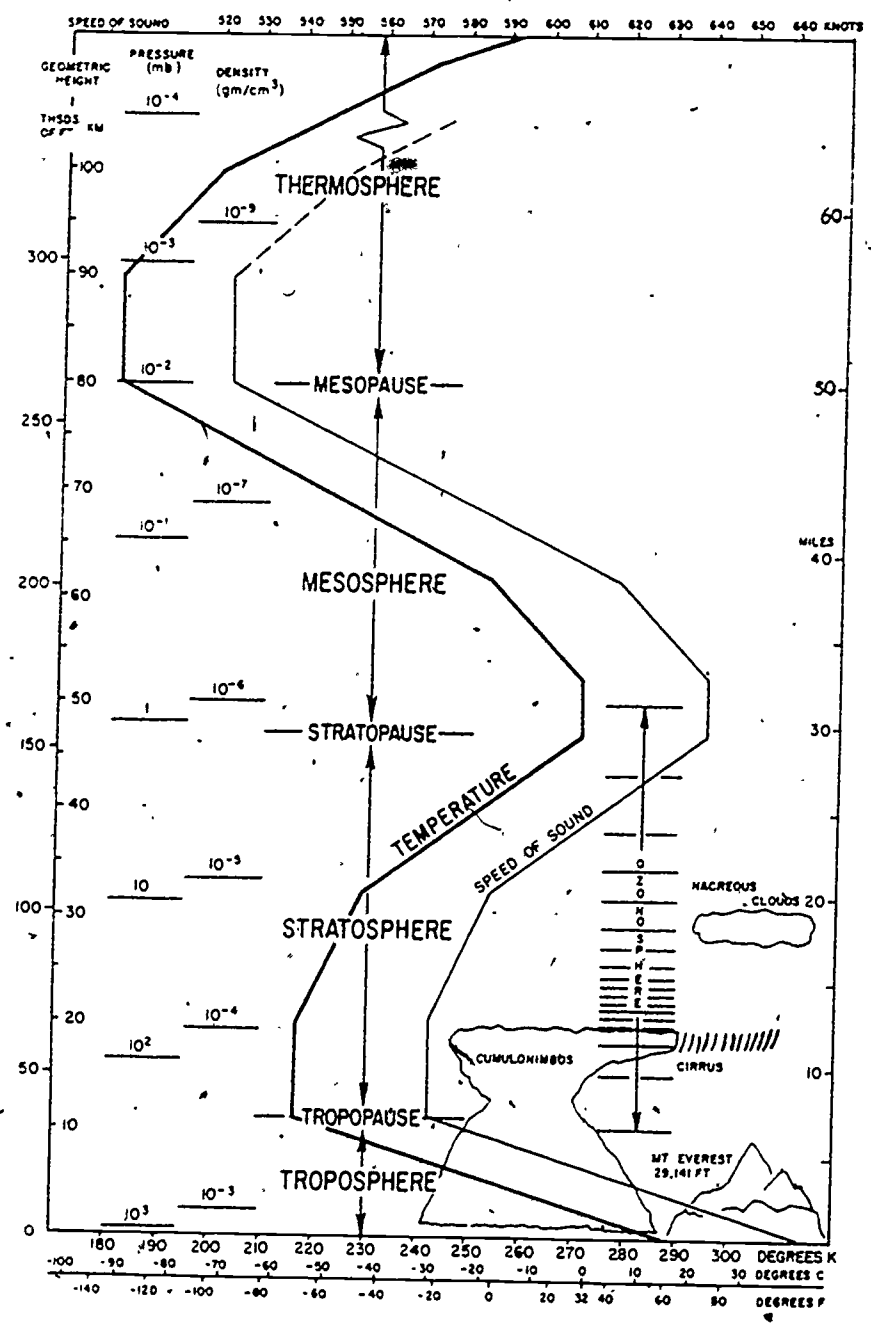 SPEED OF SOUND 520 530 540 550 560 570 580 590 600 610 620 630 640 650 660 KNOTS
GEOMETRIC HEIGHT
PRESSURE (mb)
DENSITY (gm/cm³)
THSDS OF FT KM
10⁻⁴
100
THERMOSPHERE
10⁻⁹
60
10⁻³
300 90
10⁻²
80
MESOPAUSE
50
250
70
10⁻⁷
10⁻¹
MILES
40
200 60
MESOSPHERE
10⁻⁶
50
1
STRATOPAUSE
30
150
40
TEMPERATURE
SPEED OF SOUND
10⁻⁵
10
OZONOSPHERE
NACREOUS CLOUDS
20
100 30
STRATOSPHERE
20
10⁻⁴
10²
50
CUMULONIMBUS
CIRRUS
10
10
TROPOPAUSE
MT EVEREST
29,141 FT
TROPOSPHERE
10⁻³
10³
0
180 190 200 210 220 230 240 250 260 270 280 290 300 DEGREES K
-100 -90 -80 -70 -60 -50 -40 -30 -20 -10 0 10 20 30 DEGREES C
-140 -120 -100 -80 -60 -40 -20 0 20 32 40 60 80 DEGREES F